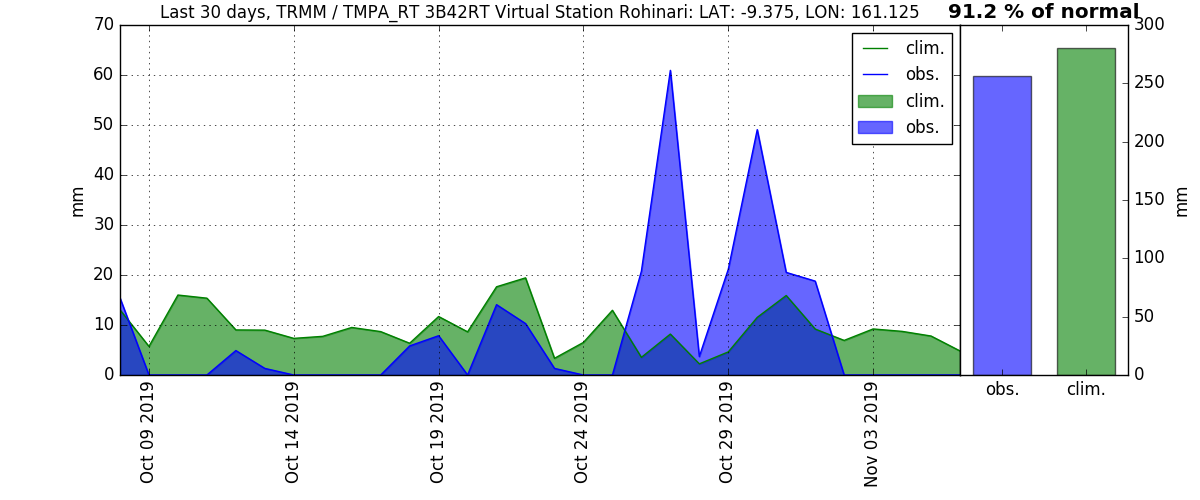 Last 30 days, TRMM / TMPA_RT 3B42RT Virtual Station Rohinari: LAT: -9.375, LON: 161.125
91.2 % of normal
70
60
50
40
30
20
10
0
mm
clim.
obs.
clim.
obs.
Oct 09 2019
Oct 14 2019
Oct 19 2019
Oct 24 2019
Oct 29 2019
Nov 03 2019
300
250
200
150
100
50
0
mm
obs.
clim.